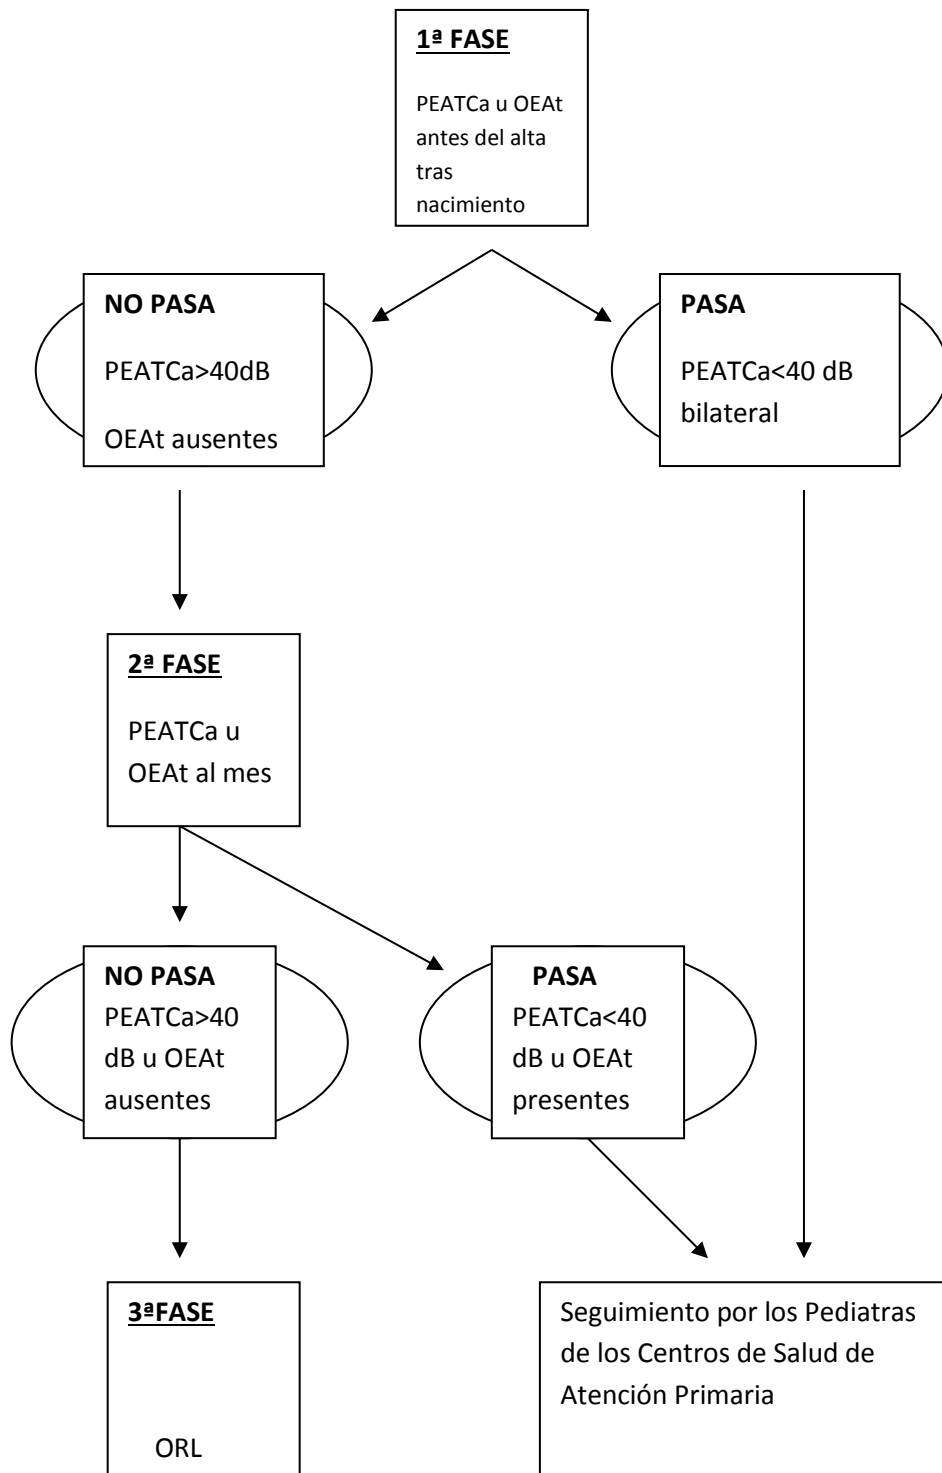 1ª FASE
PEATCa u OEAt
antes del alta
tras
nacimiento
NO PASA
PEATCa>40dB
OEAt ausentes
PASA
PEATCa<40 dB
bilateral
2ª FASE
PEATCa u
OEAt al mes
NO PASA
PEATCa>40
dB u OEAt
ausentes
PASA
PEATCa<40
dB u OEAt
presentes
3ªFASE
ORL
Seguimiento por los Pediatras
de los Centros de Salud de
Atención Primaria